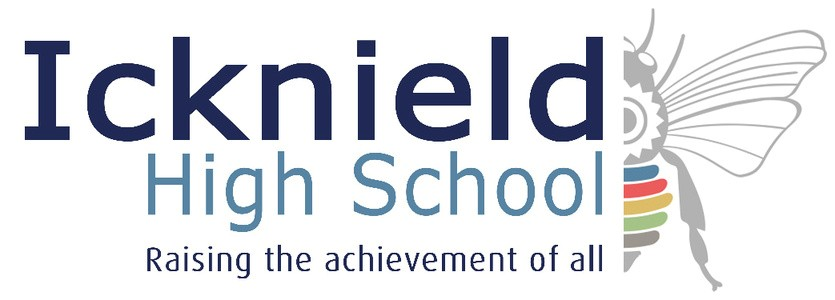 Icknield
High School
Raising the achievement of all